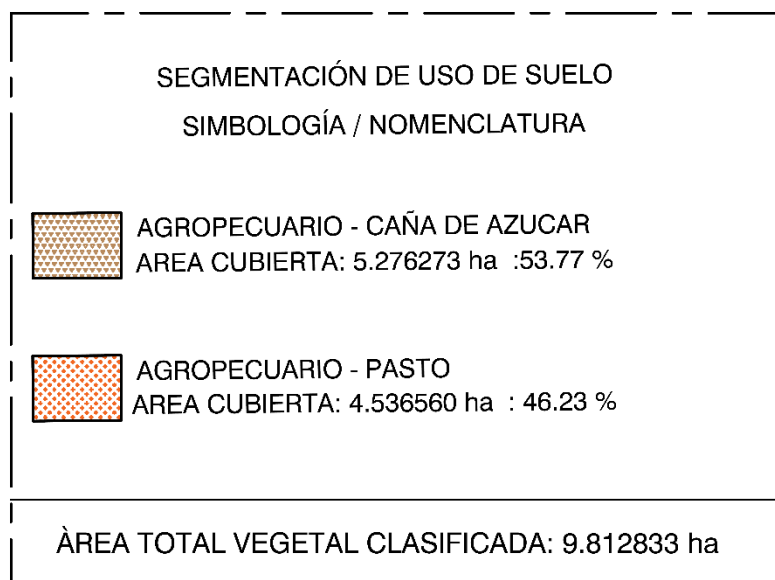 SEGMENTACIÓN DE USO DE SUELO
SIMBOLOGÍA / NOMENCLATURA
AGROPECUARIO - CAÑA DE AZUCAR
AREA CUBIERTA: 5.276273 ha :53.77 %
AGROPECUARIO - PASTO
AREA CUBIERTA: 4.536560 ha : 46.23 %
ÀREA TOTAL VEGETAL CLASIFICADA: 9.812833 ha